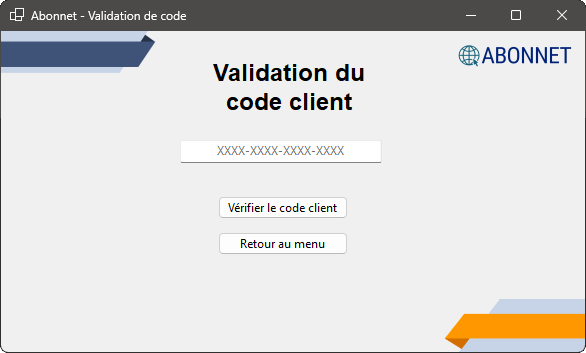 Abonnet - Validation de code
ABONNET
Validation du
code client
XXXX-XXXX-XXXX-XXXX
Vérifier le code client
Retour au menu